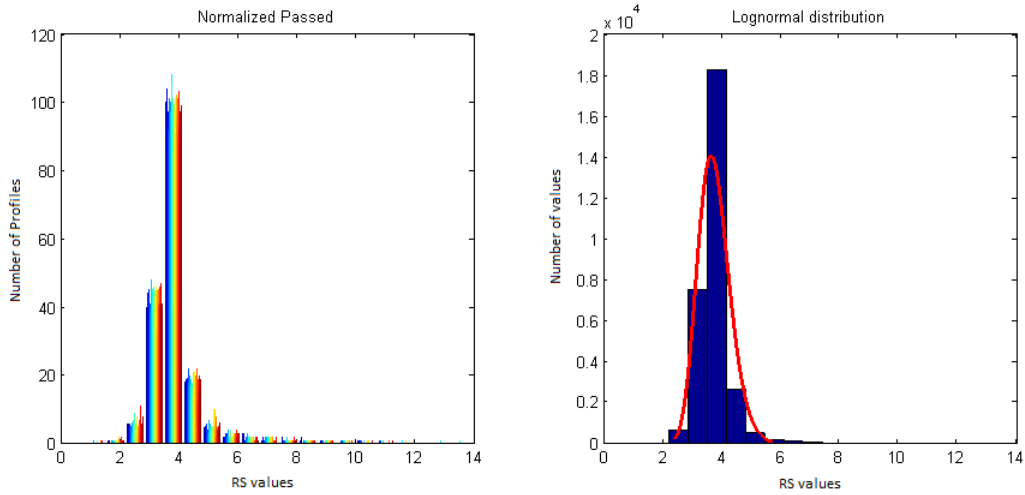 Normalized Passed
120
100
80
60
40
20
0
0 2 4 6 8 10 12 14
Number of Profiles
RS values
Lognormal distribution
x 10^4
2
1.8
1.6
1.4
1.2
1
0.8
0.6
0.4
0.2
0
0 2 4 6 8 10 12 14
Number of values
RS values